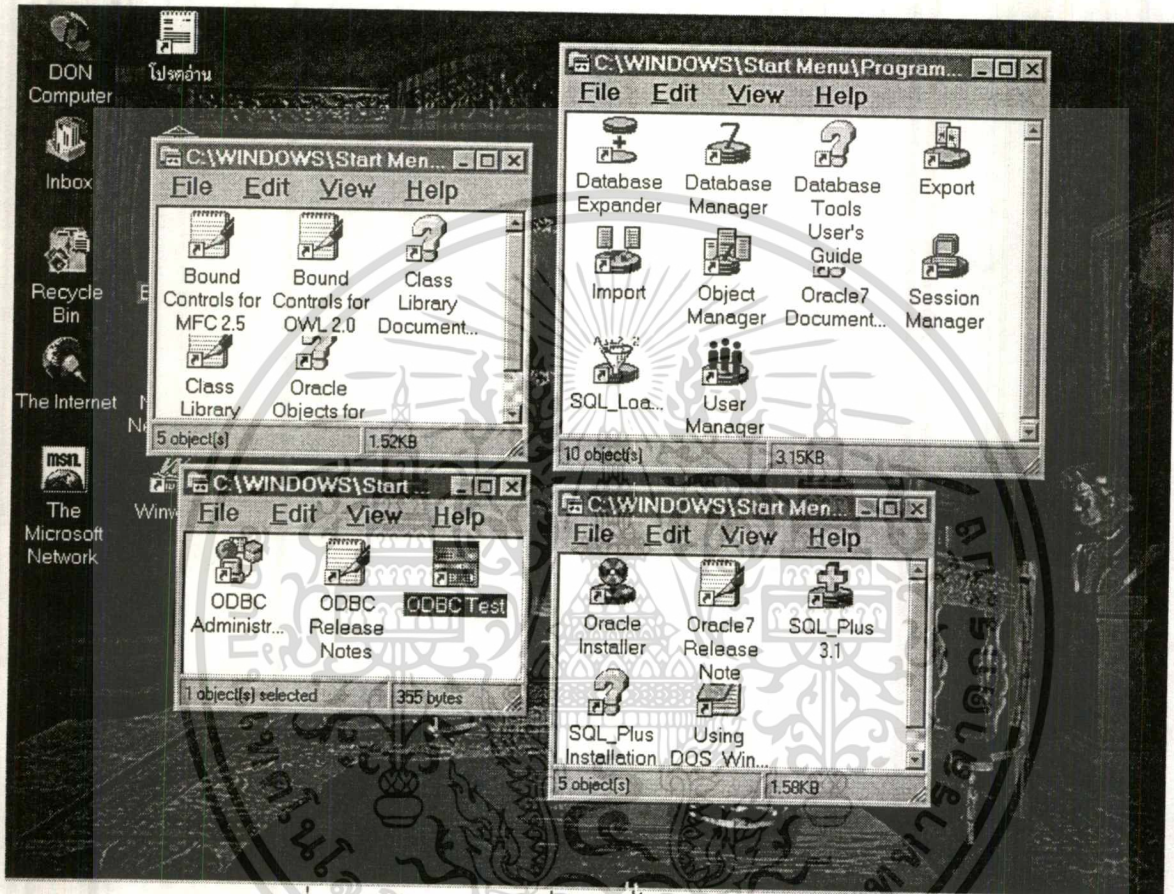 DON
Computer
โปรดอ่าน
Inbox
Recycle
Bin
The Internet
msn.
The
Microsoft
Network
C:\WINDOWS\Start Men...
File Edit View Help
Bound
Controls for
MFC 2.5
Bound
Controls for
OWL 2.0
Class
Library
Document...
Class
Library
Oracle
Objects for
5 object(s) 1.52KB
C:\WINDOWS\Start Menu\Program...
File Edit View Help
Database
Expander
Database
Manager
Database
Tools
User's
Guide
Export
Import
Object
Manager
Oracle7
Document...
Session
Manager
SQL_Loa...
User
Manager
10 object(s) 3.15KB
C:\WINDOWS\Start ...
File Edit View Help
ODBC
Administr...
ODBC
Release
Notes
ODBC Test
1 object(s) selected 355 bytes
C:\WINDOWS\Start Men...
File Edit View Help
Oracle
Installer
Oracle7
Release
Note
SQL_Plus
3.1
SQL_Plus
Installation
Using
DOS_Win...
5 object(s) 1.58KB